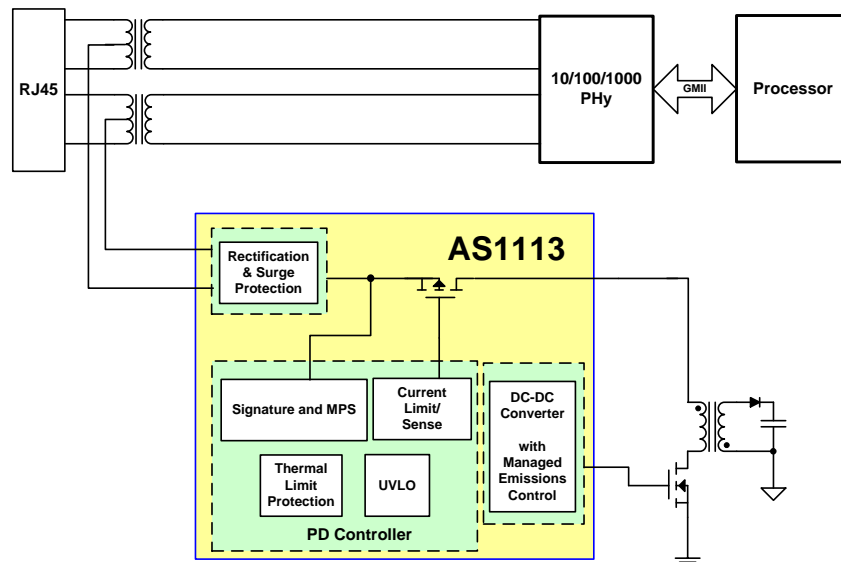 RJ45
10/100/1000
PHy
GMII
Processor
AS1113
Rectification
& Surge
Protection
Signature and MPS
Current
Limit/
Sense
DC-DC
Converter
with
Managed
Emissions
Control
Thermal
Limit
Protection
UVLO
PD Controller